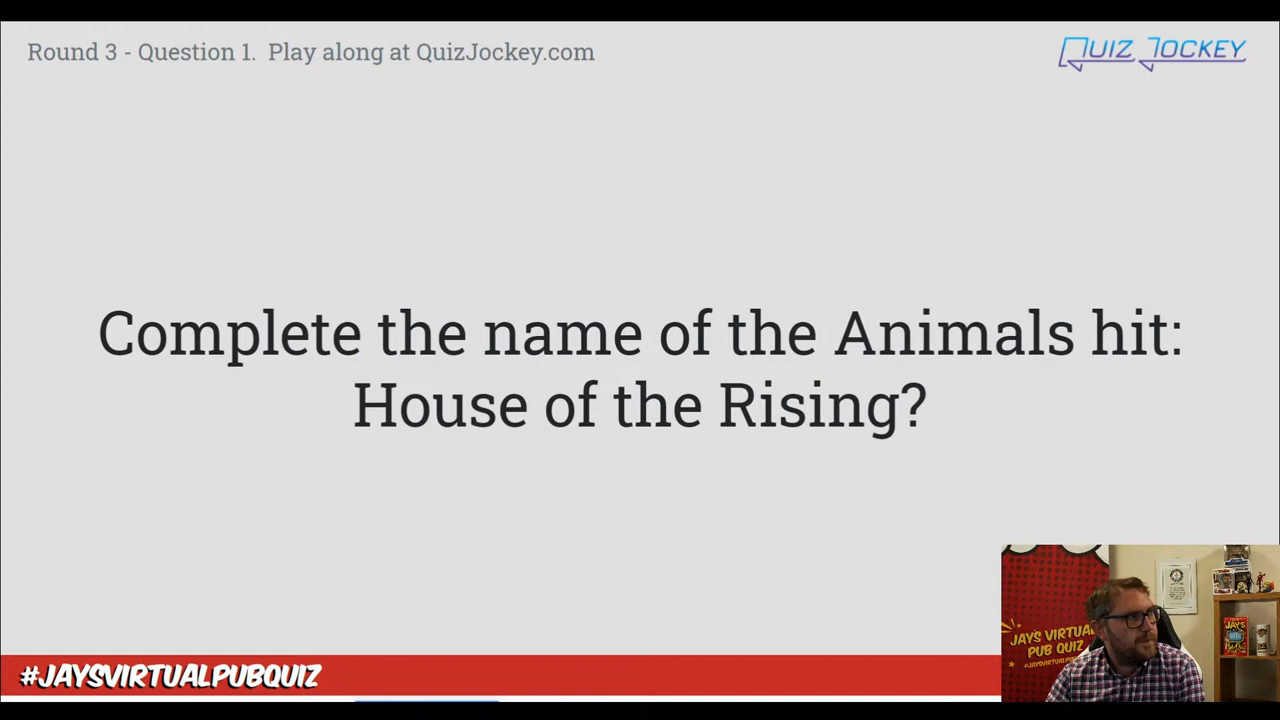 Round 3 - Question 1.  Play along at QuizJockey.com
QUIZ JOCKEY
Complete the name of the Animals hit:
House of the Rising?
JAY'S VIRTUAL
PUB QUIZ
#JAYSVIRTUALPUBQUIZ